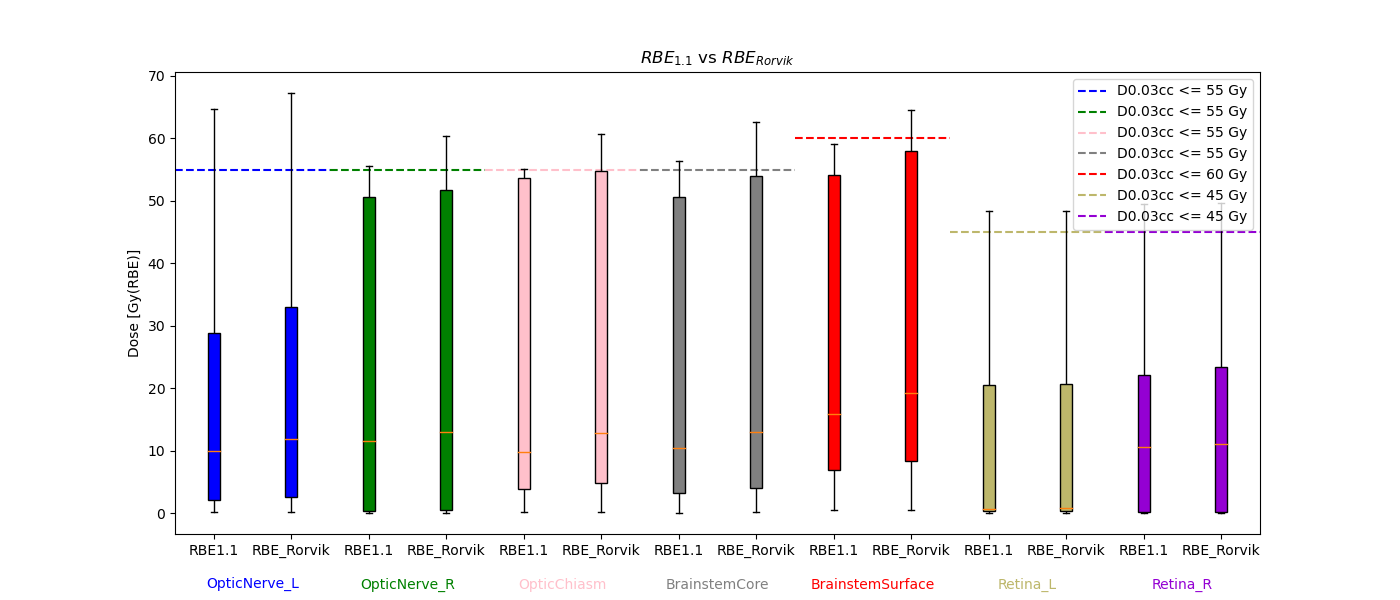 RBE1.1 vs RBERorvik
70
60
50
40
30
20
10
0
Dose [Gy(RBE)]
D0.03cc <= 55 Gy
D0.03cc <= 55 Gy
D0.03cc <= 55 Gy
D0.03cc <= 55 Gy
D0.03cc <= 60 Gy
D0.03cc <= 45 Gy
D0.03cc <= 45 Gy
RBE1.1 RBE_Rorvik RBE1.1 RBE_Rorvik RBE1.1 RBE_Rorvik RBE1.1 RBE_Rorvik RBE1.1 RBE_Rorvik RBE1.1 RBE_Rorvik RBE1.1 RBE_Rorvik
OpticNerve_L OpticNerve_R OpticChiasm BrainstemCore BrainstemSurface Retina_L Retina_R